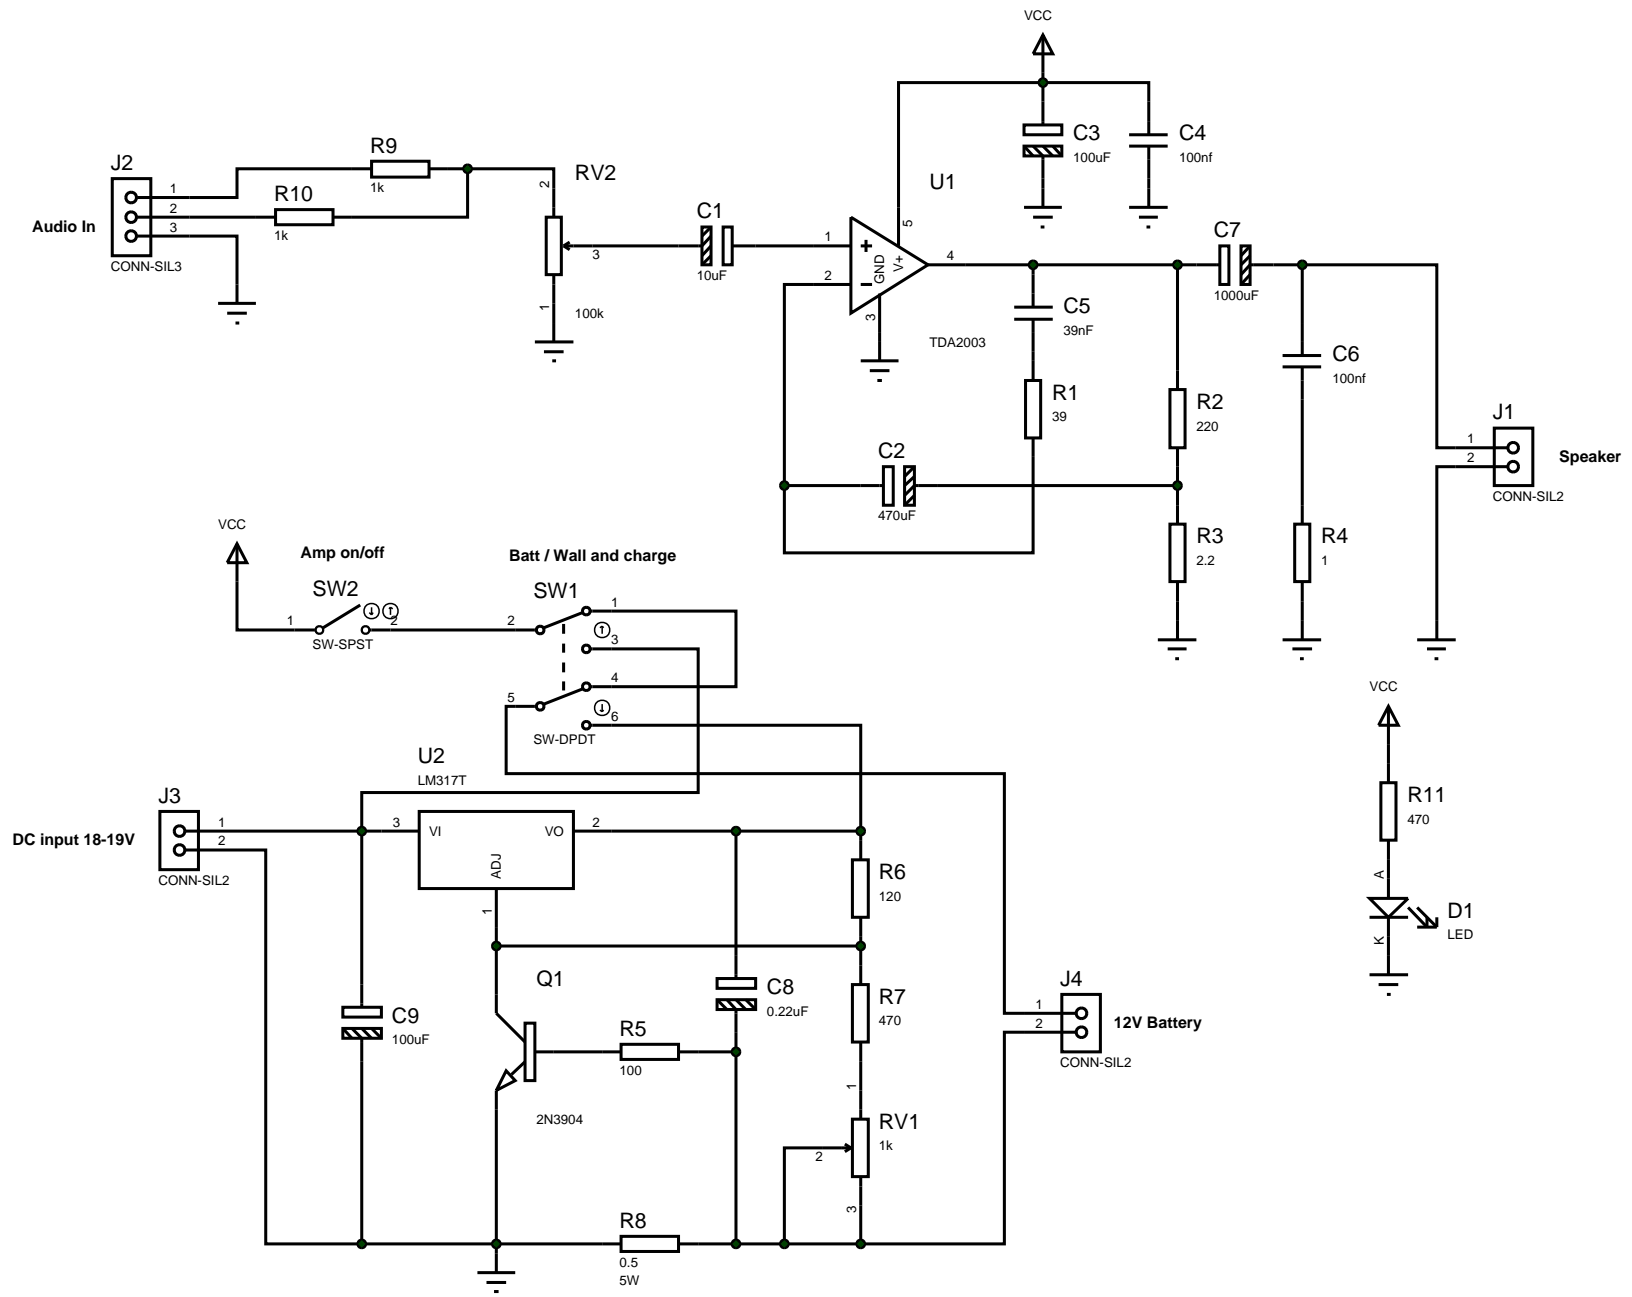 VCC
C3
100uF
C4
100nf
U1
5
1
2
3
4
GND
V+
TDA2003
J2
1
2
3
Audio In
CONN-SIL3
R9
1k
R10
1k
RV2
2
3
1
100k
C1
10uF
C7
1000uF
C5
39nF
R1
39
C2
470uF
R2
220
R3
2.2
C6
100nf
R4
1
J1
1
2
Speaker
CONN-SIL2
VCC
Amp on/off
SW2
1
2
SW-SPST
Batt / Wall and charge
SW1
1
2
3
4
5
6
SW-DPDT
U2
LM317T
3
VI
VO
2
ADJ
1
J3
1
2
DC input 18-19V
CONN-SIL2
VCC
R11
470
A
D1
LED
K
R6
120
Q1
2N3904
C8
0.22uF
R7
470
C9
100uF
R5
100
1
RV1
1k
2
3
R8
0.5
5W
J4
1
2
12V Battery
CONN-SIL2